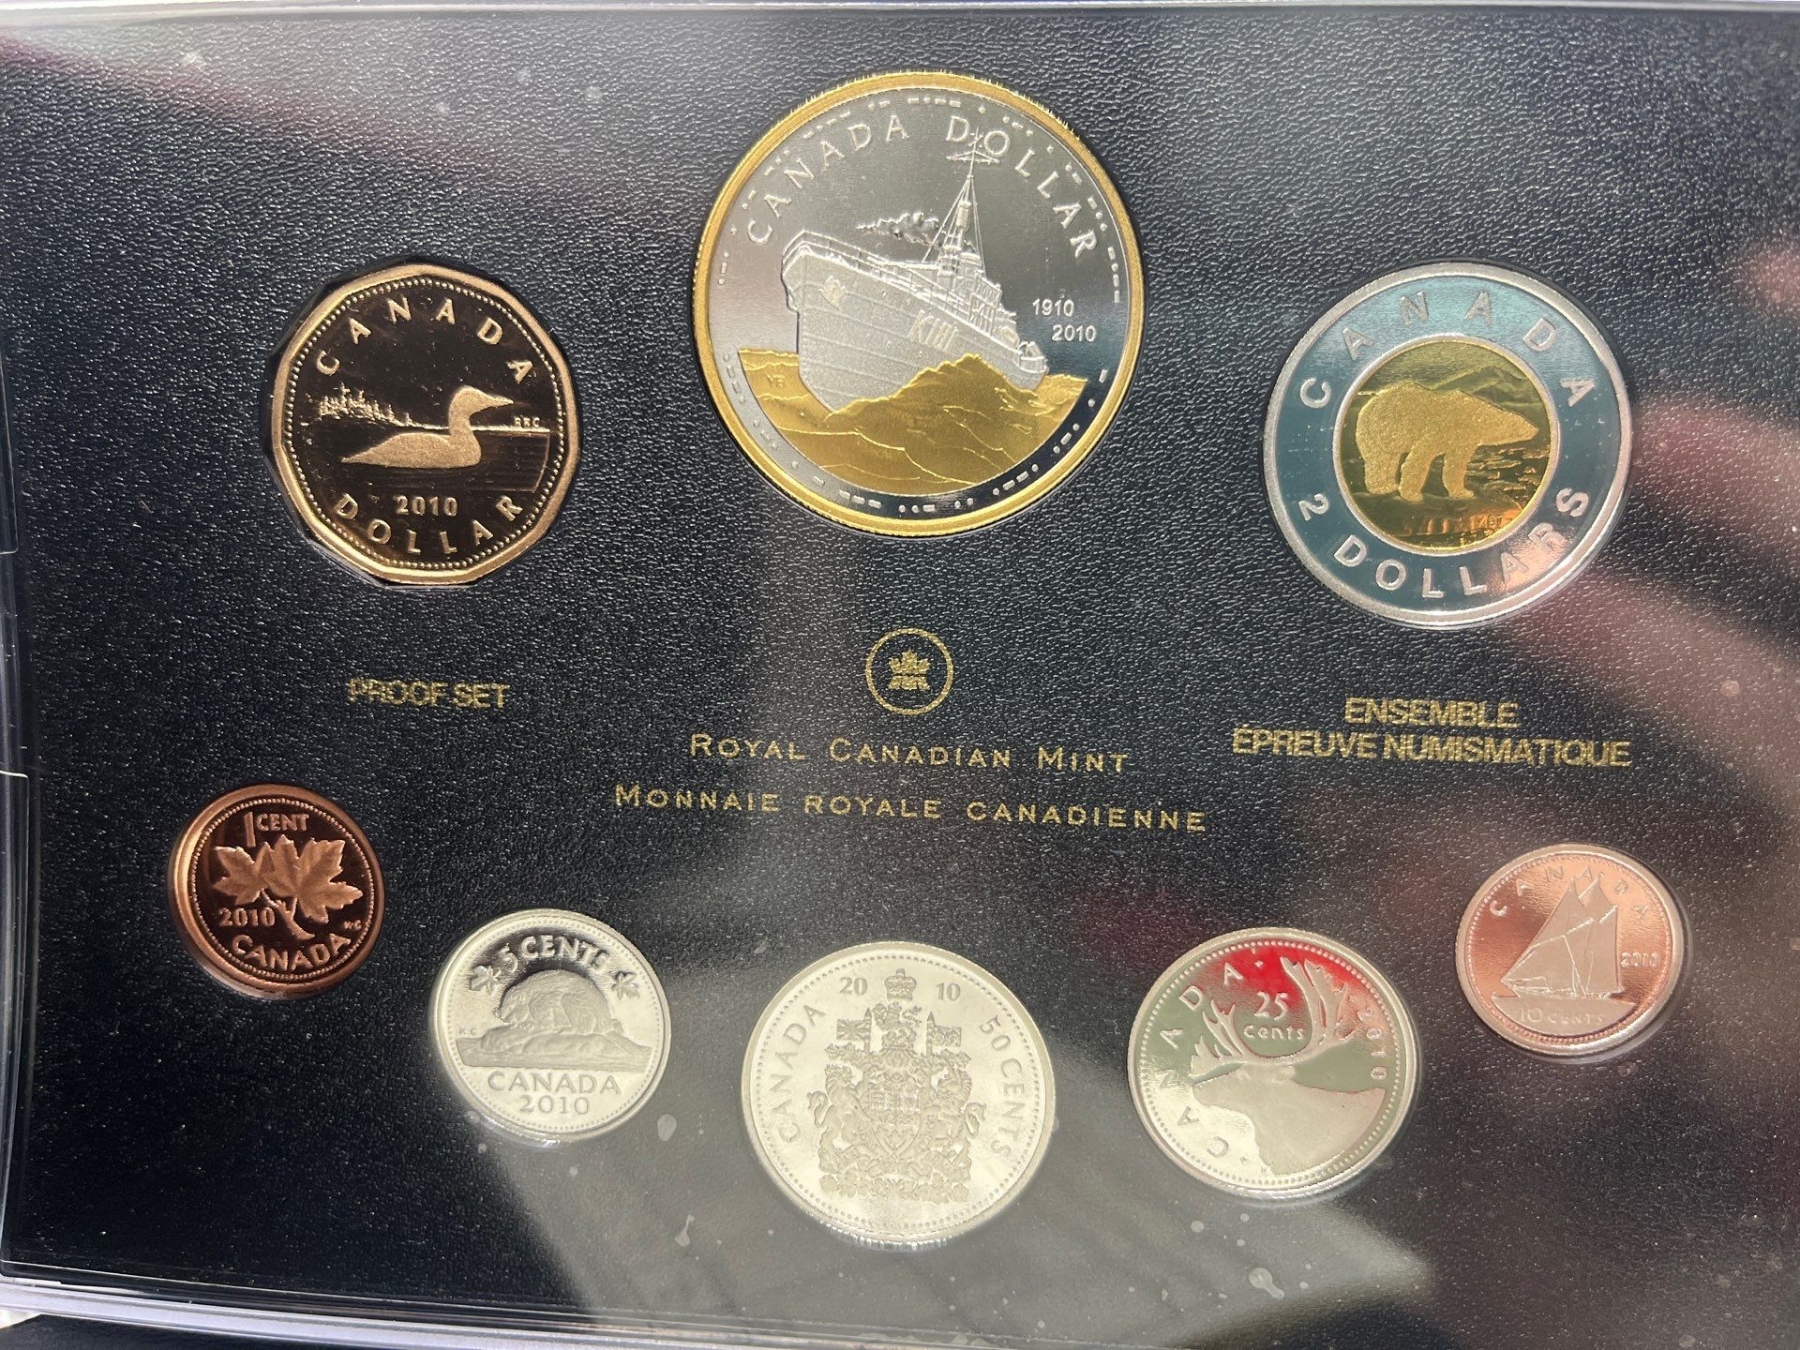 CANADA DOLLAR
1910
2010
K111
CANADA
2010
DOLLAR
CANADA
2 DOLLARS
PROOF SET
ROYAL CANADIAN MINT
MONNAIE ROYALE CANADIENNE
ENSEMBLE
ÉPREUVE NUMISMATIQUE
1 CENT
2010
CANADA
5 CENTS
K G
CANADA
2010
20 10
CANADA
50 CENTS
CANADA
25
cents
2010
CANADA
2010
10 CENTS